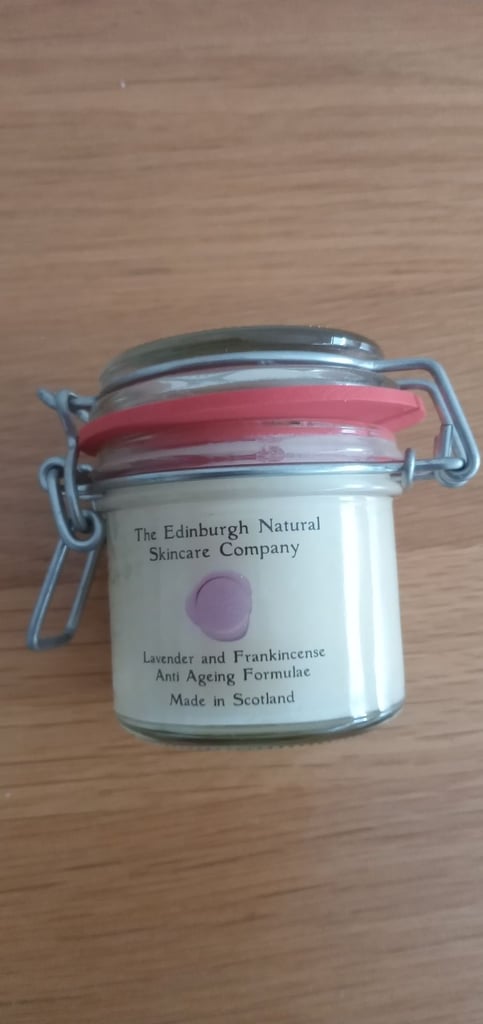 The Edinburgh Natural
Skincare Company
Lavender and Frankincense
Anti Ageing Formulae
Made in Scotland